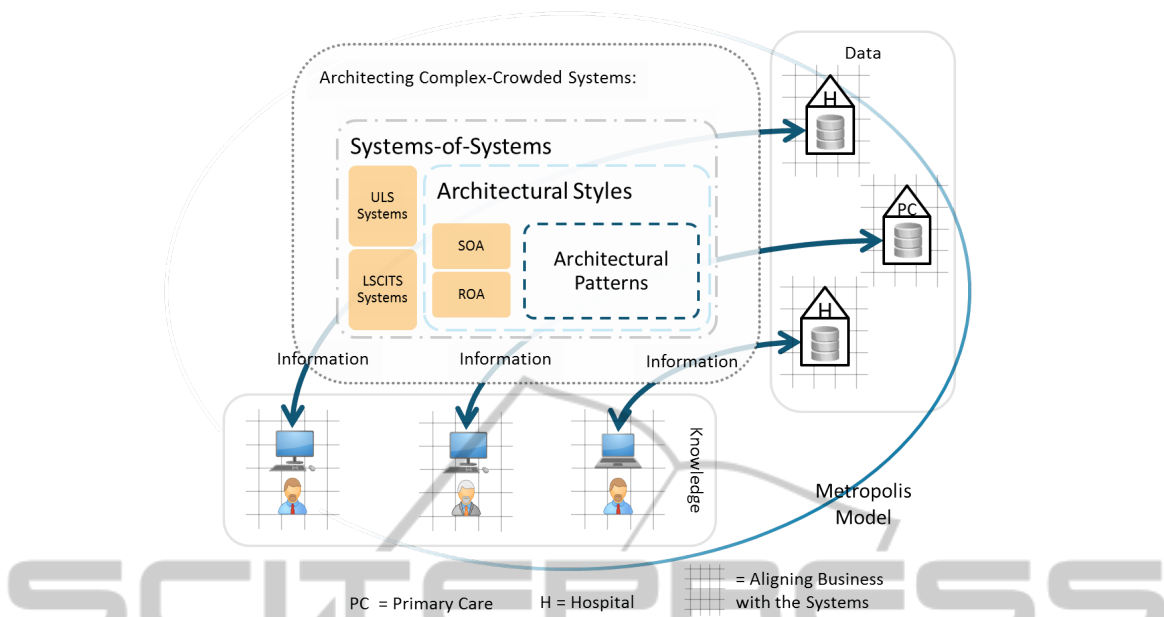 Data
Architecting Complex-Crowded Systems:
H
Systems-of-Systems
ULS
Systems
Architectural Styles
PC
SOA
Architectural
Patterns
LSCITS
Systems
ROA
H
Information
Information
Information
Knowledge
Metropolis
Model
= Aligning Business
with the Systems
PC = Primary Care
H = Hospital
SCITEPRESS